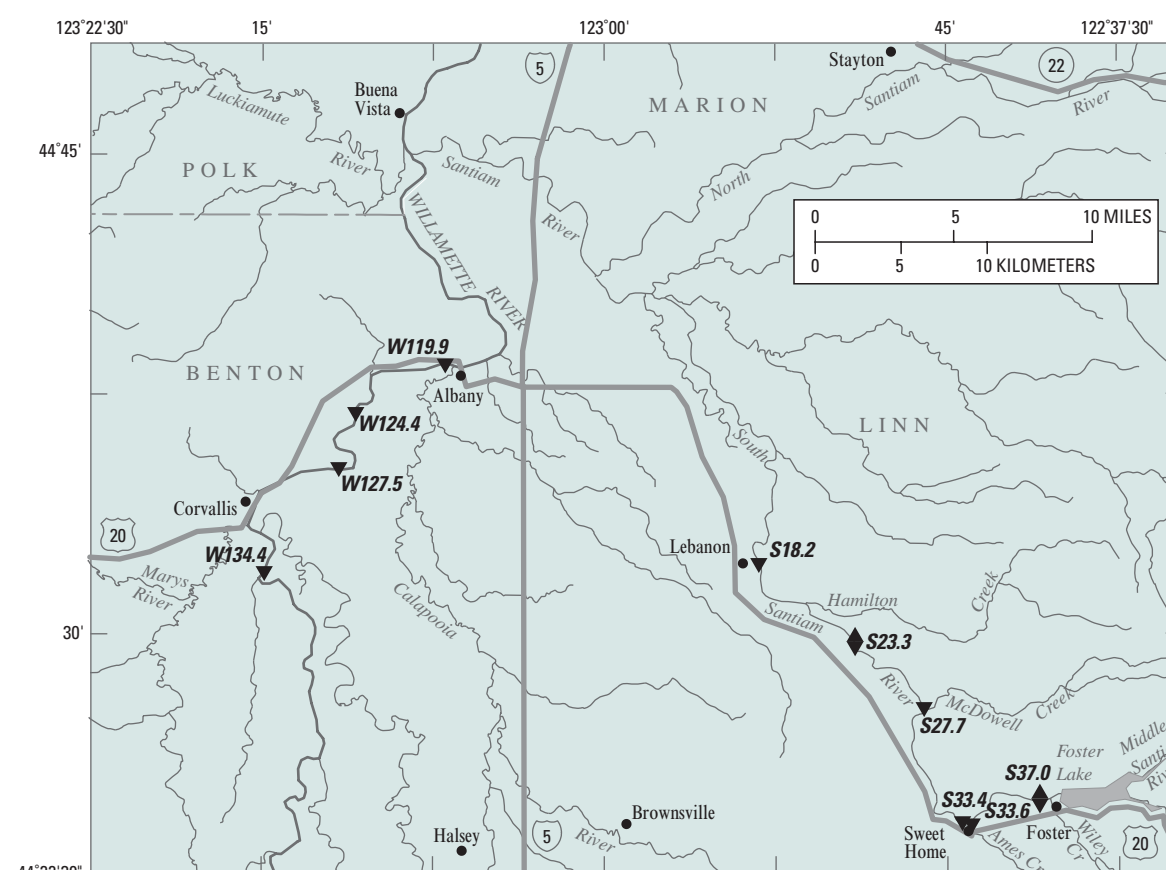 123°22'30"
15'
123°00'
45'
122°37'30"
Stayton
22
5
Buena
Vista
MARION
Santiam
River
Luckiamute
River
44°45'
POLK
Santiam
River
North
WILLAMETTE
RIVER
0 5 10 MILES
0 5 10 KILOMETERS
W119.9
BENTON
Albany
W124.4
LINN
South
W127.5
Corvallis
20
W134.4
Lebanon
S18.2
Marys
River
Calapooia
Hamilton
Creek
Santiam
30'
S23.3
River
McDowell
Creek
S27.7
Foster
Lake
Middle
S37.0
S33.4
S33.6
Brownsville
River
Halsey
5
Sweet
Home
Foster
Ames Cr
Wiley
Cr
20